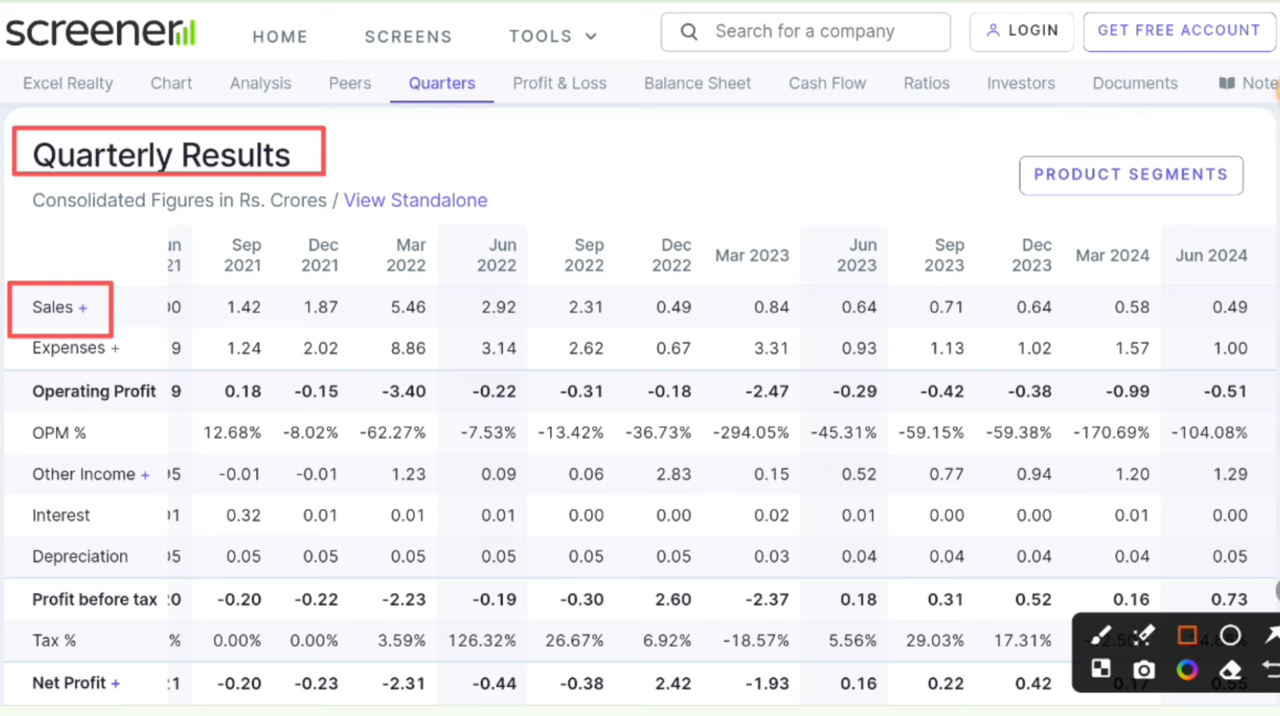 screener HOME SCREENS TOOLS Search for a company LOGIN GET FREE ACCOUNT
Excel Realty Chart Analysis Peers Quarters Profit & Loss Balance Sheet Cash Flow Ratios Investors Documents Note
Quarterly Results
PRODUCT SEGMENTS
Consolidated Figures in Rs. Crores / View Standalone
un 21 Sep 2021 Dec 2021 Mar 2022 Jun 2022 Sep 2022 Dec 2022 Mar 2023 Jun 2023 Sep 2023 Dec 2023 Mar 2024 Jun 2024
Sales + 00 1.42 1.87 5.46 2.92 2.31 0.49 0.84 0.64 0.71 0.64 0.58 0.49
Expenses + 9 1.24 2.02 8.86 3.14 2.62 0.67 3.31 0.93 1.13 1.02 1.57 1.00
Operating Profit 9 0.18 -0.15 -3.40 -0.22 -0.31 -0.18 -2.47 -0.29 -0.42 -0.38 -0.99 -0.51
OPM % 12.68% -8.02% -62.27% -7.53% -13.42% -36.73% -294.05% -45.31% -59.15% -59.38% -170.69% -104.08%
Other Income + 5 -0.01 -0.01 1.23 0.09 0.06 2.83 0.15 0.52 0.77 0.94 1.20 1.29
Interest 1 0.32 0.01 0.01 0.01 0.00 0.00 0.02 0.01 0.00 0.00 0.01 0.00
Depreciation 5 0.05 0.05 0.05 0.05 0.05 0.05 0.03 0.04 0.04 0.04 0.04 0.05
Profit before tax 0 -0.20 -0.22 -2.23 -0.19 -0.30 2.60 -2.37 0.18 0.31 0.52 0.16 0.73
Tax % % 0.00% 0.00% 3.59% 126.32% 26.67% 6.92% -18.57% 5.56% 29.03% 17.31%
Net Profit + 1 -0.20 -0.23 -2.31 -0.44 -0.38 2.42 -1.93 0.16 0.22 0.42 0.17 0.55